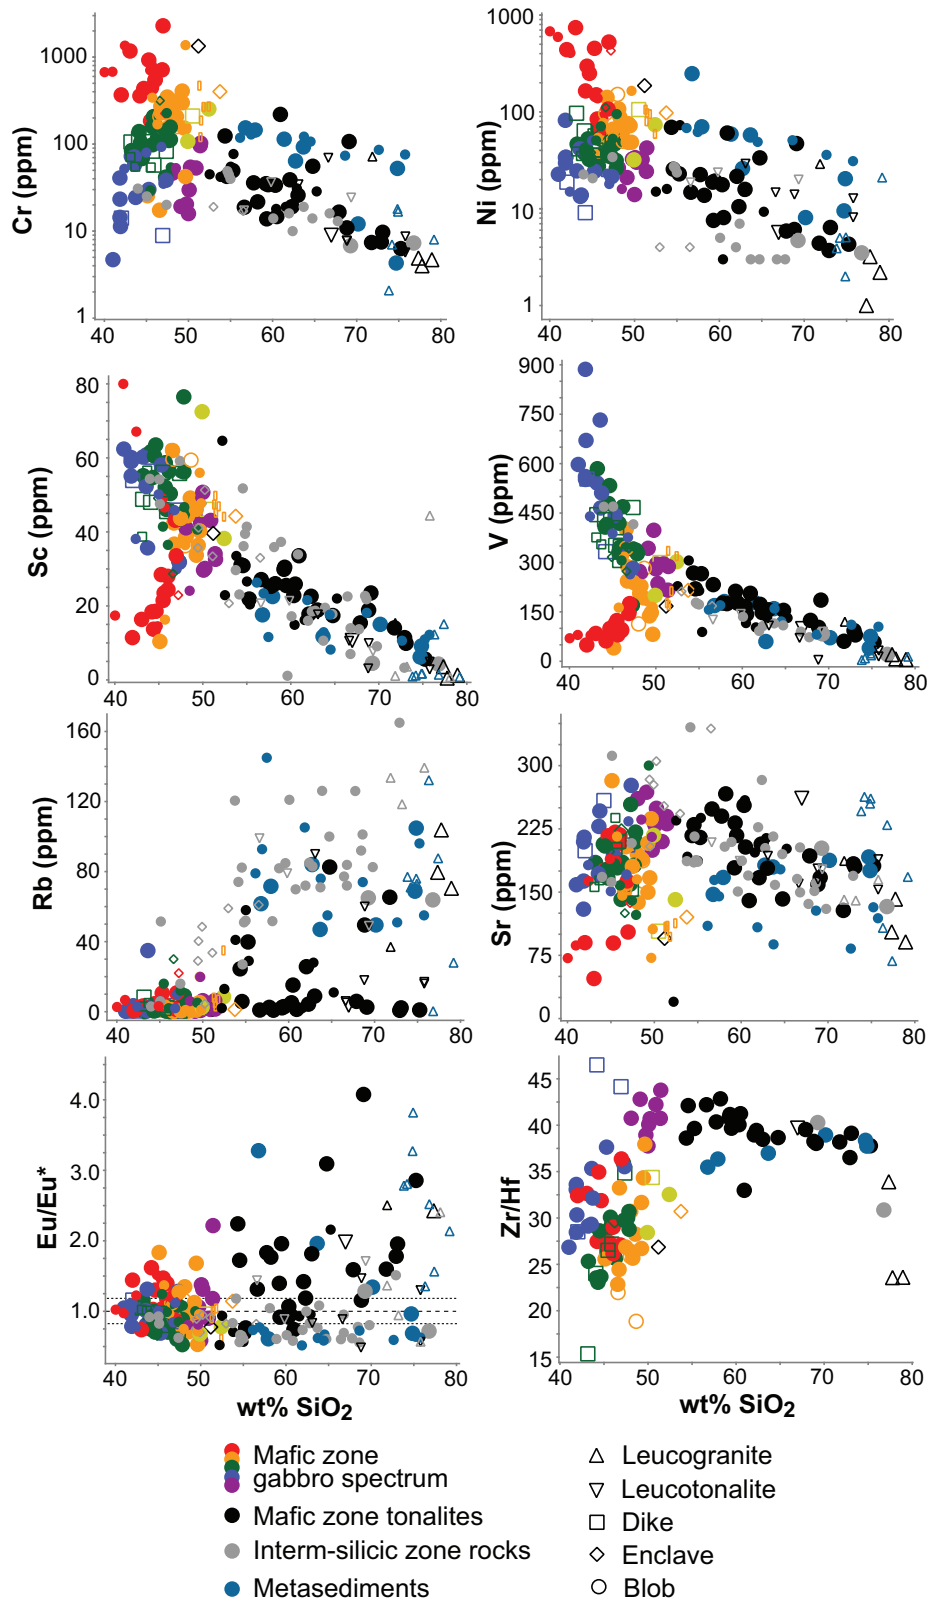 Cr (ppm)
1000
100
10
1
40 50 60 70 80
Ni (ppm)
1000
100
10
1
40 50 60 70 80
Sc (ppm)
80
60
40
20
0
40 50 60 70 80
V (ppm)
900
750
600
450
300
150
0
40 50 60 70 80
Rb (ppm)
160
120
80
40
0
40 50 60 70 80
Sr (ppm)
300
225
150
75
0
40 50 60 70 80
Eu/Eu*
4.0
3.0
2.0
1.0
40 50 60 70 80
wt% SiO₂
Zr/Hf
45
40
35
30
25
20
15
40 50 60 70 80
wt% SiO₂
Mafic zone
gabbro spectrum
Mafic zone tonalites
Interm-silicic zone rocks
Metasediments
Leucogranite
Leucotonalite
Dike
Enclave
Blob